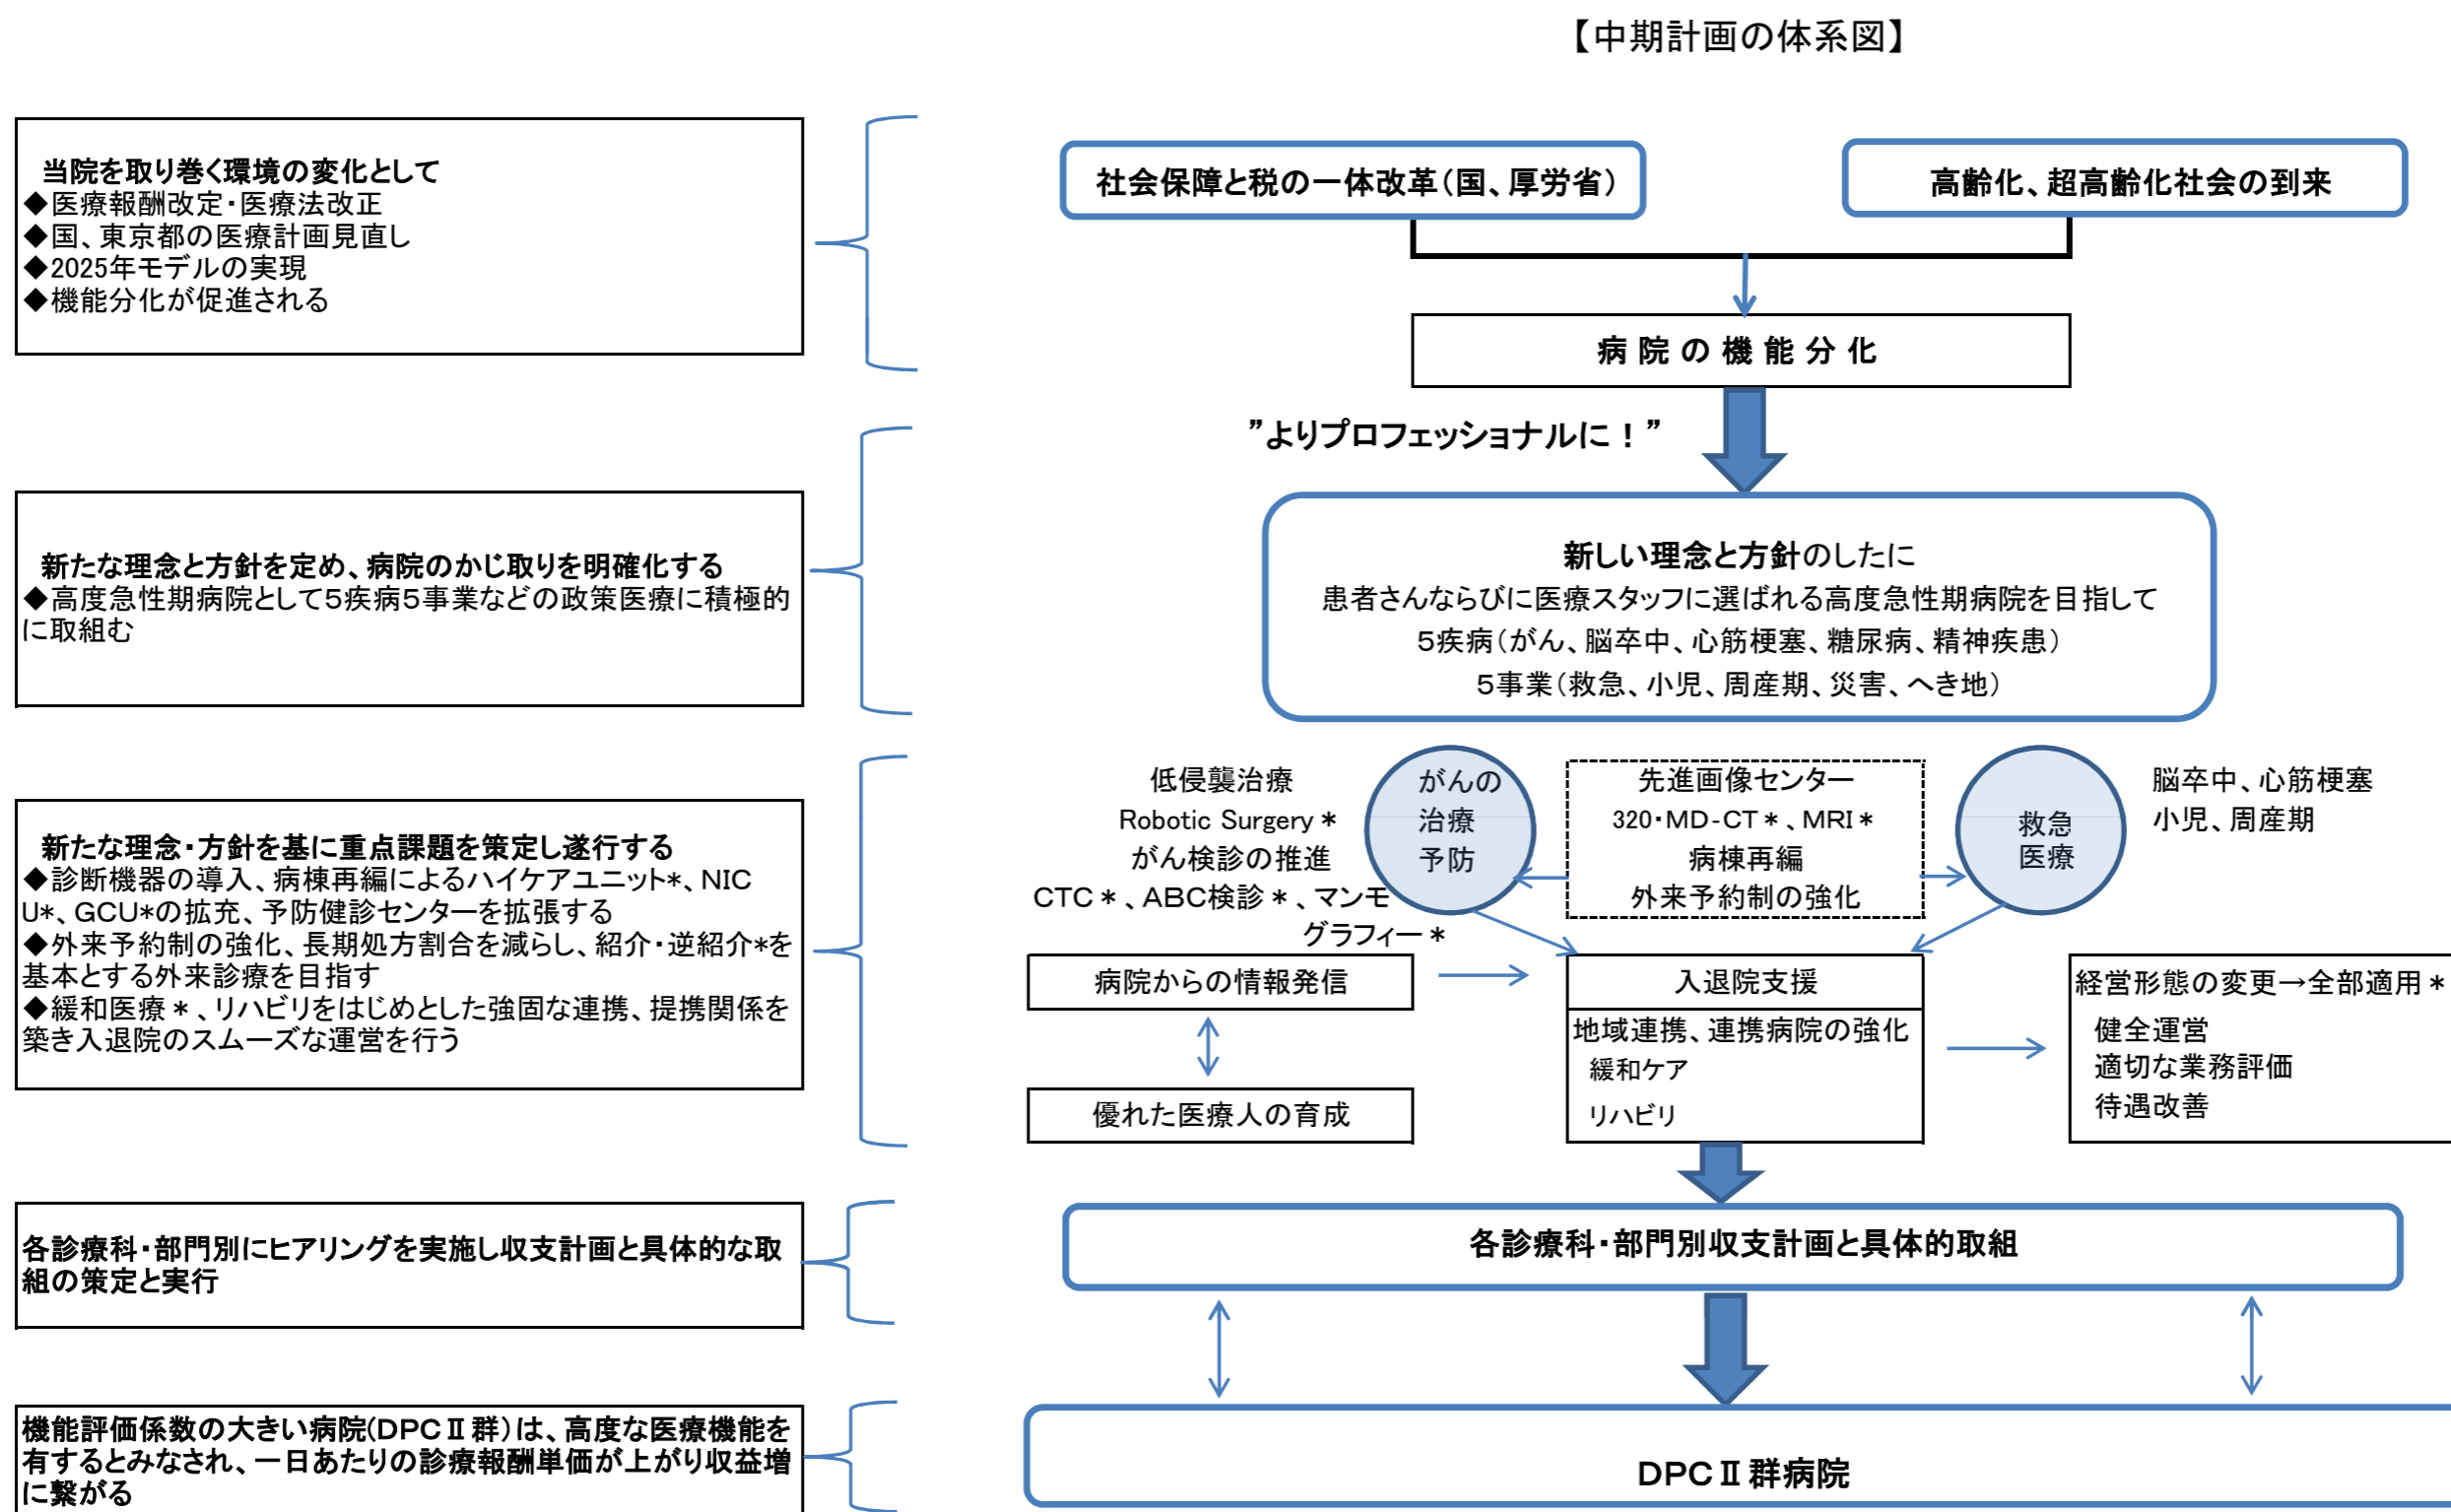 【中期計画の体系図】
当院を取り巻く環境の変化として
◆医療報酬改定・医療法改正
◆国、東京都の医療計画見直し
◆2025年モデルの実現
◆機能分化が促進される
社会保障と税の一体改革(国、厚労省)
高齢化、超高齢化社会の到来
病院の機能分化
”よりプロフェッショナルに!”
新たな理念と方針を定め、病院のかじ取りを明確化する
◆高度急性期病院として5疾病5事業などの政策医療に積極的
に取組む
新しい理念と方針のしたに
患者さんならびに医療スタッフに選ばれる高度急性期病院を目指して
5疾病(がん、脳卒中、心筋梗塞、糖尿病、精神疾患)
5事業(救急、小児、周産期、災害、へき地)
新たな理念・方針を基に重点課題を策定し遂行する
◆診断機器の導入、病棟再編によるハイケアユニット*、NIC
U*、GCU*の拡充、予防健診センターを拡張する
◆外来予約制の強化、長期処方割合を減らし、紹介・逆紹介*を
基本とする外来診療を目指す
◆緩和医療*、リハビリをはじめとした強固な連携、提携関係を
築き入退院のスムーズな運営を行う
低侵襲治療
Robotic Surgery*
がん検診の推進
CTC*、ABC検診*、マンモ
グラフィー*
がんの
治療
予防
先進画像センター
320・MD-CT*、MRI*
病棟再編
外来予約制の強化
救急
医療
脳卒中、心筋梗塞
小児、周産期
病院からの情報発信
優れた医療人の育成
入退院支援
地域連携、連携病院の強化
緩和ケア
リハビリ
経営形態の変更→全部適用*
健全運営
適切な業務評価
待遇改善
各診療科・部門別にヒアリングを実施し収支計画と具体的な取
組の策定と実行
各診療科・部門別収支計画と具体的取組
機能評価係数の大きい病院(DPCⅡ群)は、高度な医療機能を
有するとみなされ、一日あたりの診療報酬単価が上がり収益増
に繋がる
DPCⅡ群病院